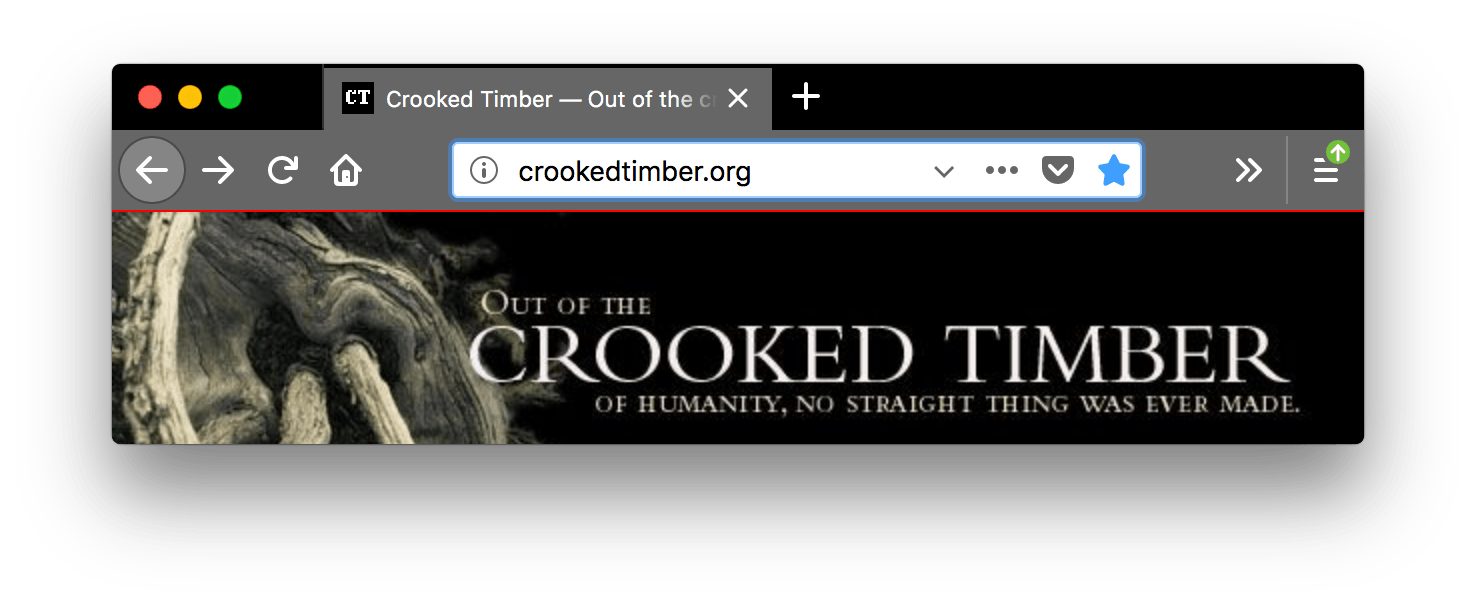 CT Crooked Timber — Out of the
crookedtimber.org
OUT OF THE
CROOKED TIMBER
OF HUMANITY, NO STRAIGHT THING WAS EVER MADE.